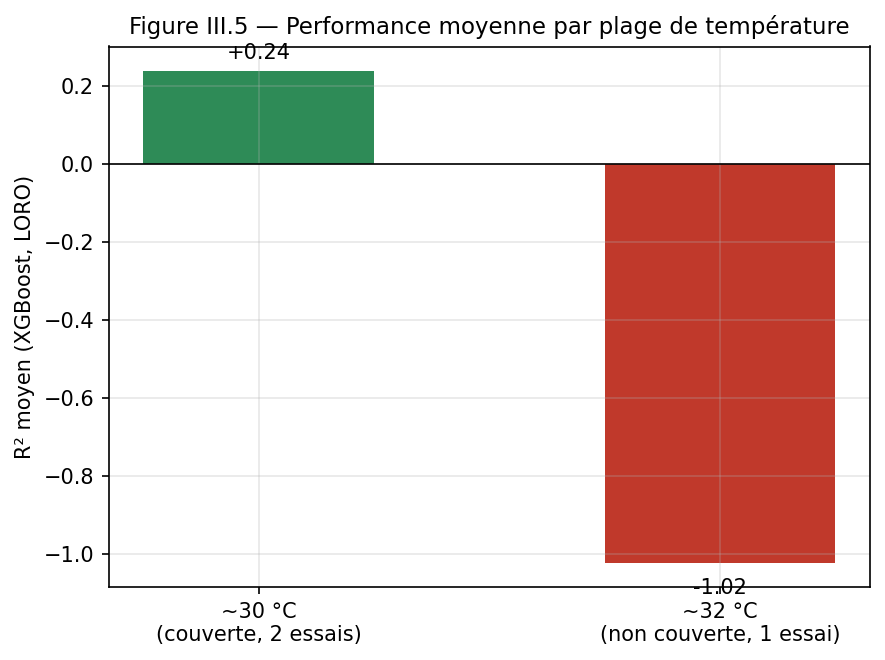 Figure III.5 — Performance moyenne par plage de température
+0.24
0.2
0.0
−0.2
−0.4
−0.6
−0.8
−1.0
R² moyen (XGBoost, LORO)
-1.02
~30 °C
(couverte, 2 essais)
~32 °C
(non couverte, 1 essai)